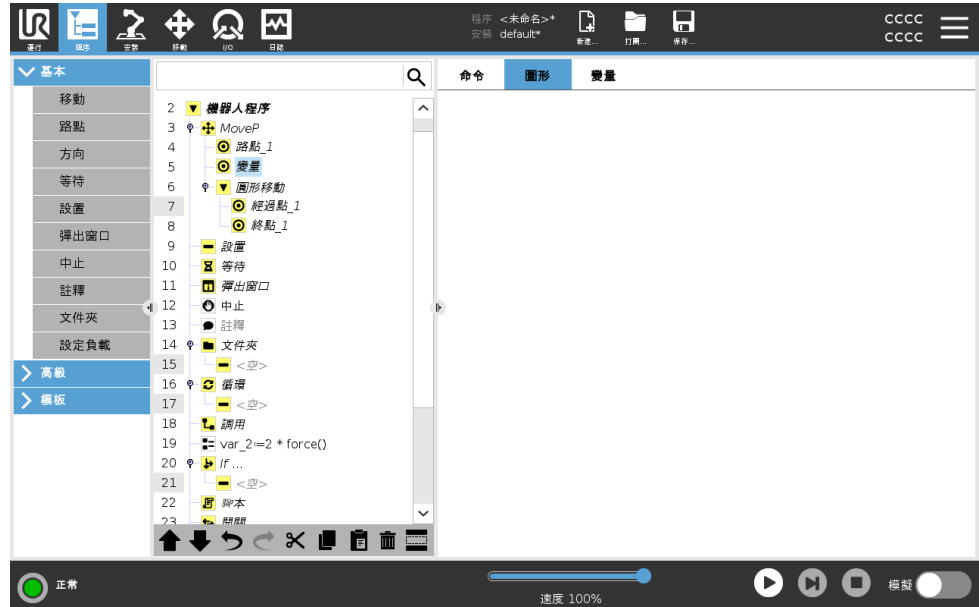 運行
程序
安裝
移動
I/O
日誌
程序 <未命名>*
安裝 default*
新建...
打開...
保存...
CCCC
CCCC
基本
移動
路點
方向
等待
設置
彈出窗口
中止
註釋
文件夾
設定負載
高級
模板
2 機器人程序
3 MoveP
4 路點_1
5 變量
6 圓形移動
7 經過點_1
8 終點_1
9 設置
10 等待
11 彈出窗口
12 中止
13 註釋
14 文件夾
15 <空>
16 循環
17 <空>
18 調用
19 var_2:=2 * force()
20 If ...
21 <空>
22 腳本
23 開關
命令
圖形
變量
正常
速度 100%
模擬